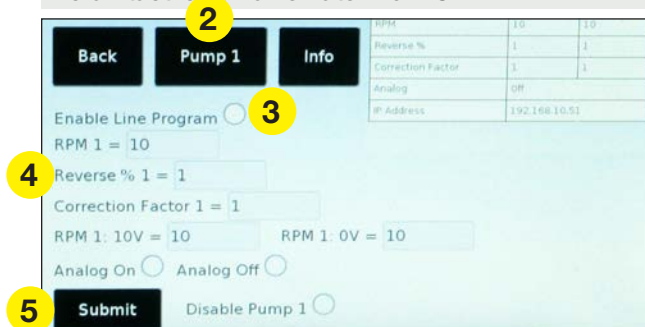 2
Back Pump 1 Info
RPM 10 10
Reverse % 1 1
Correction Factor 1 1
Analog Off
IP Address 192.168.10.51
Enable Line Program 3
RPM 1 = 10
4 Reverse % 1 = 1
Correction Factor 1 = 1
RPM 1: 10V = 10 RPM 1: 0V = 10
Analog On Analog Off
5 Submit Disable Pump 1